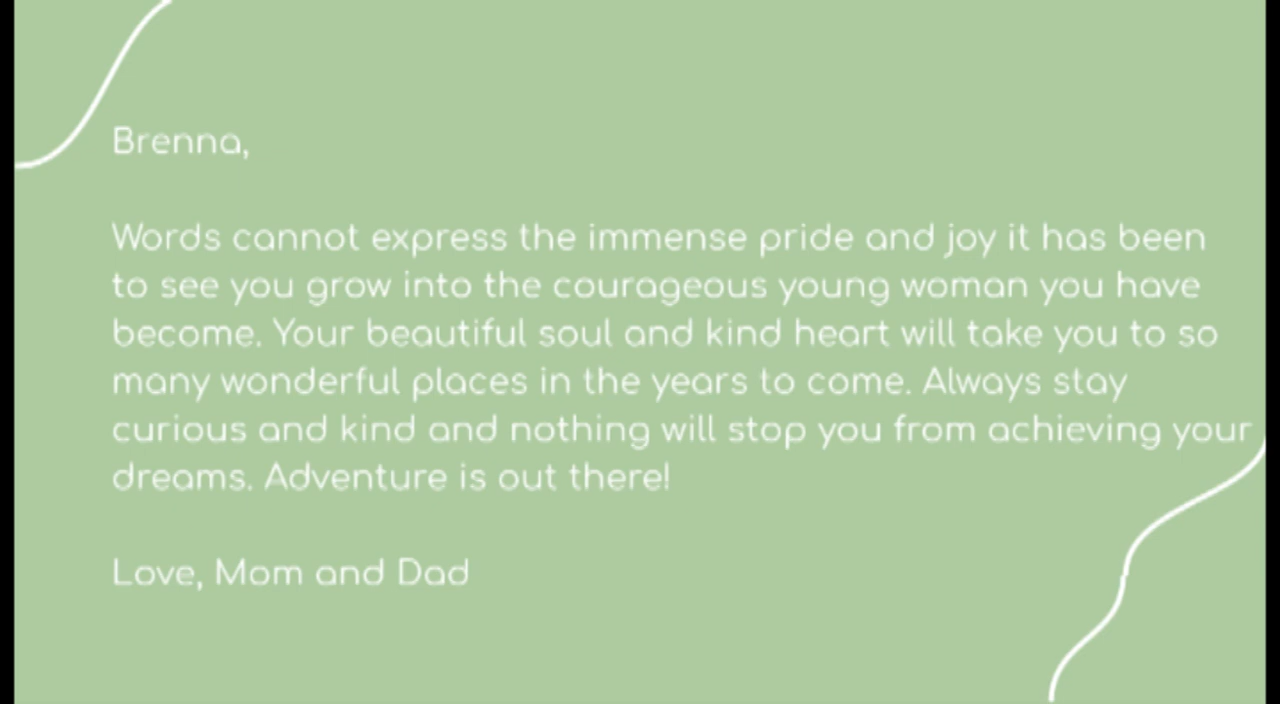 Brenna,
Words cannot express the immense pride and joy it has been
to see you grow into the courageous young woman you have
become. Your beautiful soul and kind heart will take you to so
many wonderful places in the years to come. Always stay
curious and kind and nothing will stop you from achieving your
dreams. Adventure is out there!
Love, Mom and Dad